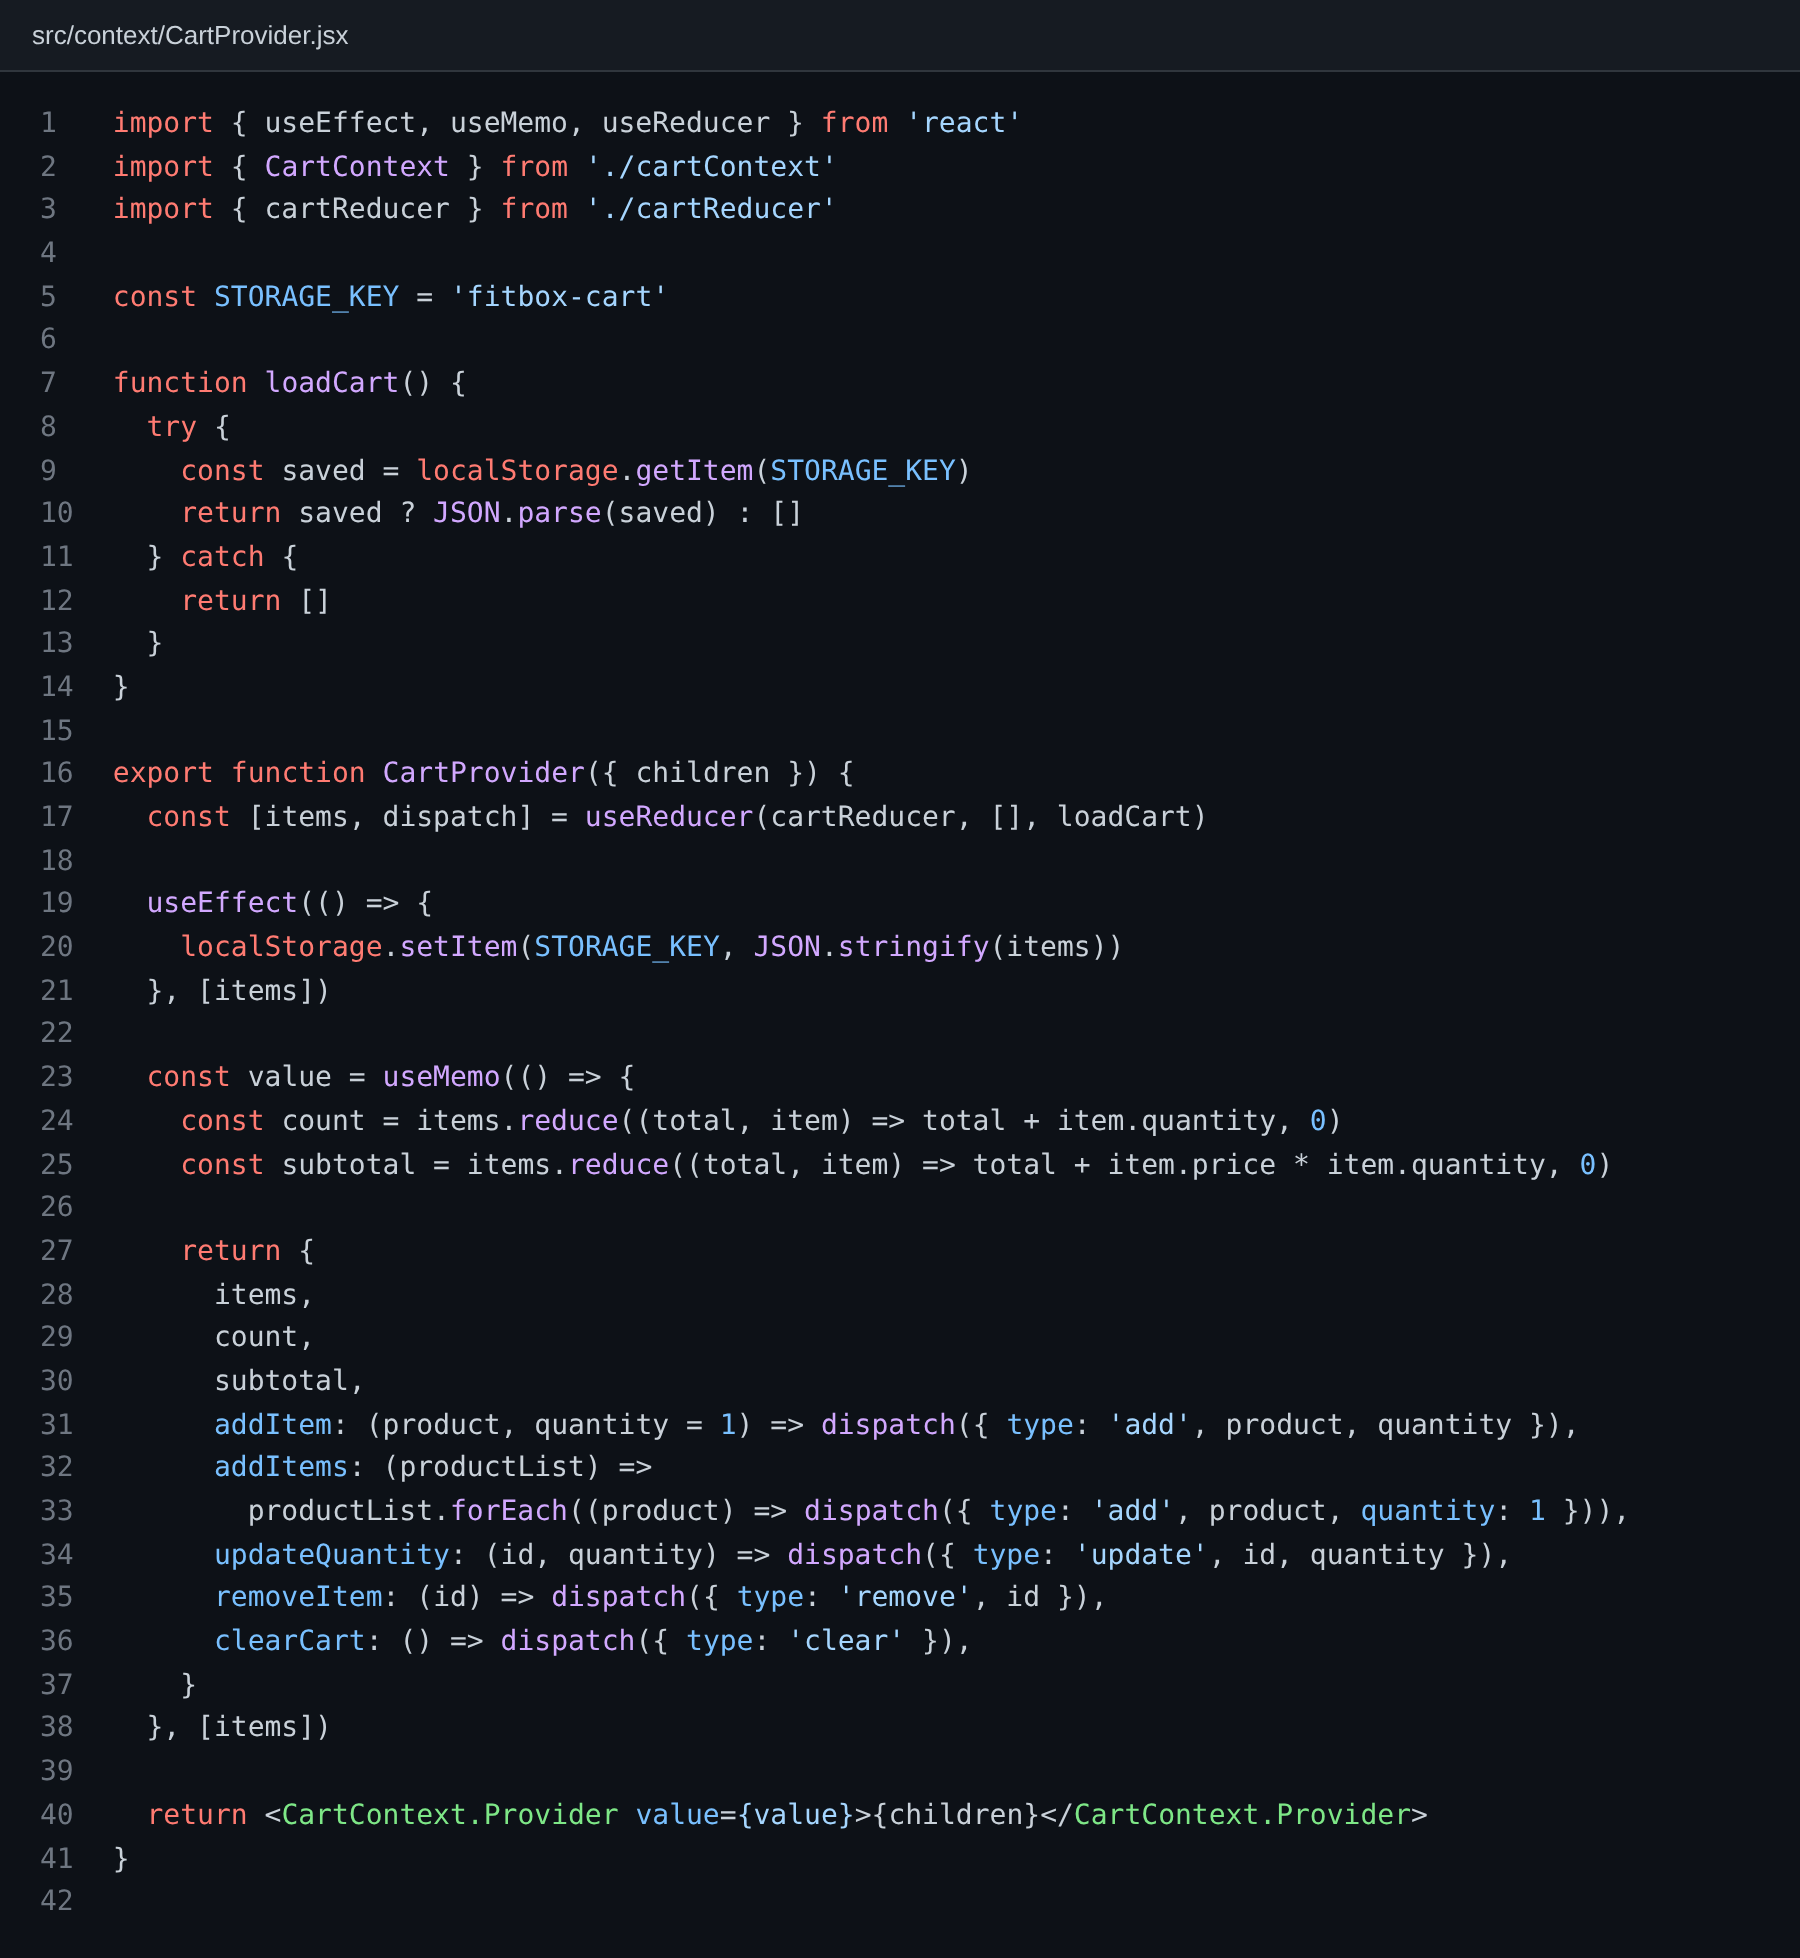 src/context/CartProvider.jsx
1 import { useEffect, useMemo, useReducer } from 'react'
2 import { CartContext } from './cartContext'
3 import { cartReducer } from './cartReducer'
4
5 const STORAGE_KEY = 'fitbox-cart'
6
7 function loadCart() {
8   try {
9     const saved = localStorage.getItem(STORAGE_KEY)
10     return saved ? JSON.parse(saved) : []
11   } catch {
12     return []
13   }
14 }
15
16 export function CartProvider({ children }) {
17   const [items, dispatch] = useReducer(cartReducer, [], loadCart)
18
19   useEffect(() => {
20     localStorage.setItem(STORAGE_KEY, JSON.stringify(items))
21   }, [items])
22
23   const value = useMemo(() => {
24     const count = items.reduce((total, item) => total + item.quantity, 0)
25     const subtotal = items.reduce((total, item) => total + item.price * item.quantity, 0)
26
27     return {
28       items,
29       count,
30       subtotal,
31       addItem: (product, quantity = 1) => dispatch({ type: 'add', product, quantity }),
32       addItems: (productList) =>
33         productList.forEach((product) => dispatch({ type: 'add', product, quantity: 1 })),
34       updateQuantity: (id, quantity) => dispatch({ type: 'update', id, quantity }),
35       removeItem: (id) => dispatch({ type: 'remove', id }),
36       clearCart: () => dispatch({ type: 'clear' }),
37     }
38   }, [items])
39
40   return <CartContext.Provider value={value}>{children}</CartContext.Provider>
41 }
42